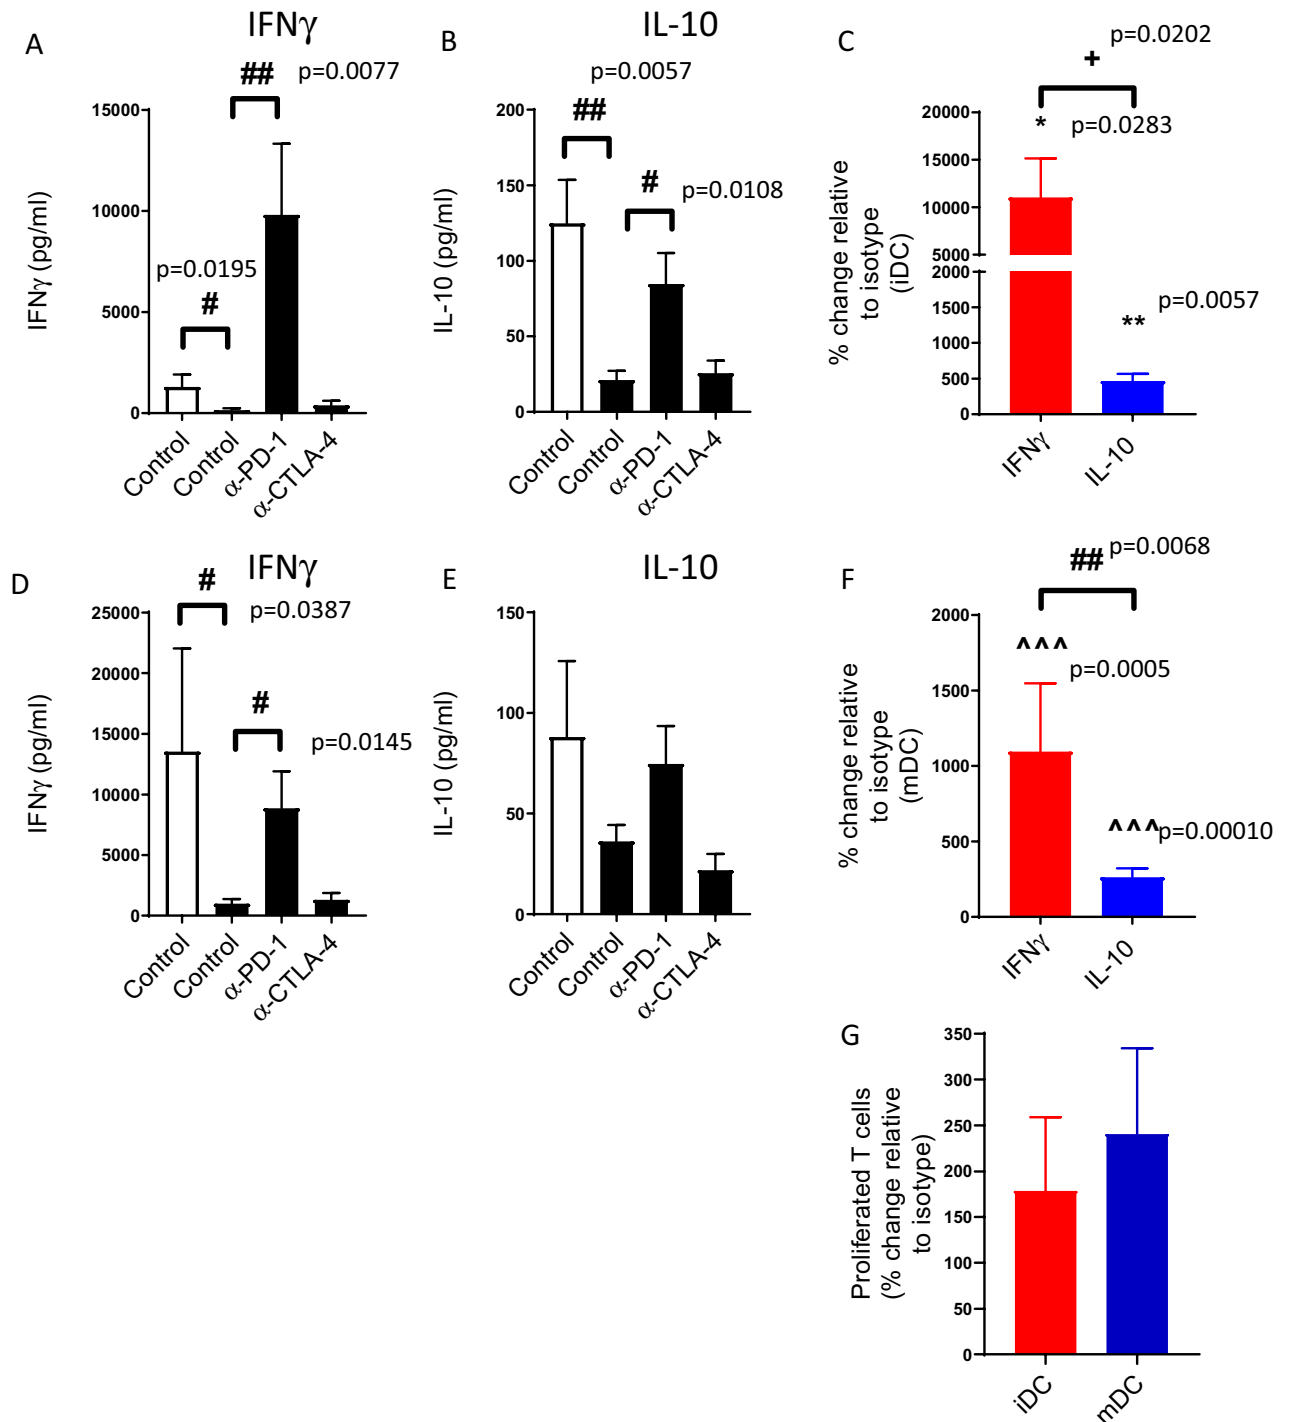 A
IFNγ
##
p=0.0077
15000
10000
5000
0
IFNγ (pg/ml)
p=0.0195
#
Control
Control
α-PD-1
α-CTLA-4
B
IL-10
p=0.0057
##
#
p=0.0108
200
150
100
50
0
IL-10 (pg/ml)
Control
Control
α-PD-1
α-CTLA-4
C
p=0.0202
+
*
p=0.0283
20000
15000
10000
5000
2000
1500
1000
500
0
% change relative
to isotype
(iDC)
p=0.0057
**
IFNγ
IL-10
D
IFNγ
#
p=0.0387
#
p=0.0145
25000
20000
15000
10000
5000
0
IFNγ (pg/ml)
Control
Control
α-PD-1
α-CTLA-4
E
IL-10
150
100
50
0
IL-10 (pg/ml)
Control
Control
α-PD-1
α-CTLA-4
F
##
p=0.0068
^^^
p=0.0005
^^^
p=0.00010
2000
1500
1000
500
0
% change relative
to isotype
(mDC)
IFNγ
IL-10
G
350
300
250
200
150
100
50
0
Proliferated T cells
(% change relative
to isotype)
iDC
mDC